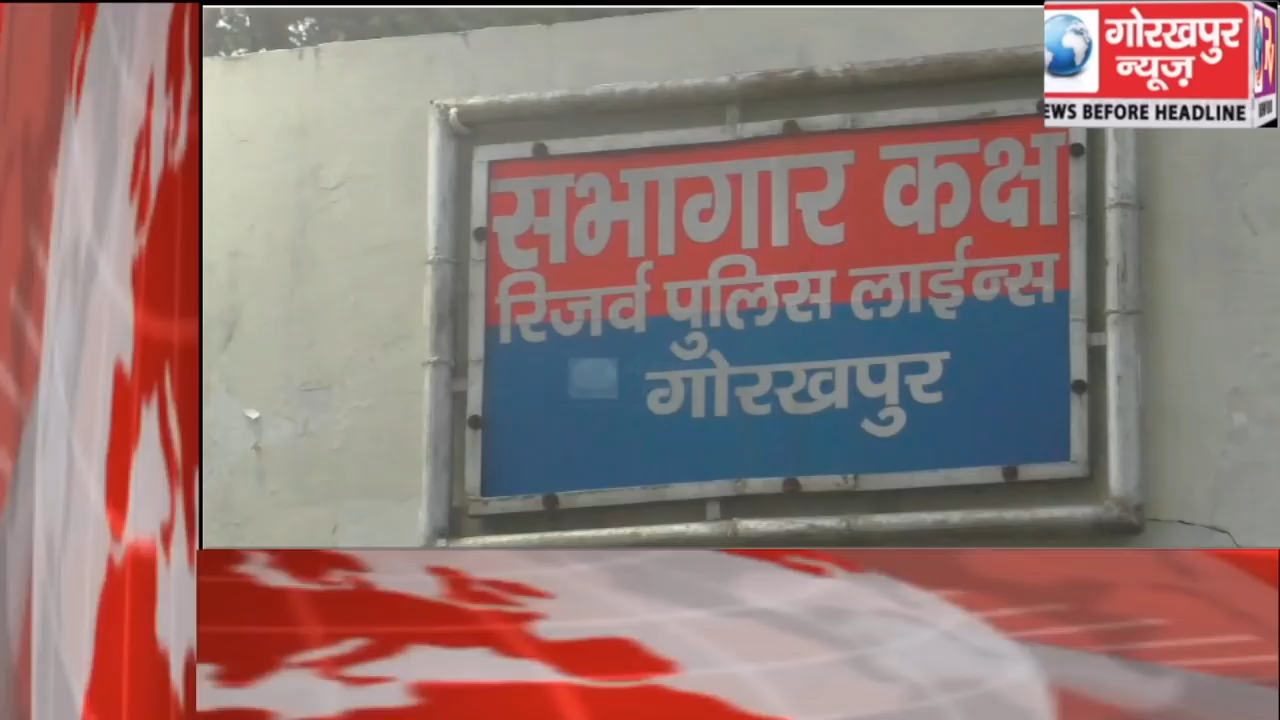 गोरखपुर
न्यूज़
EWS BEFORE HEADLINE
सभागार कक्ष
रिजर्व पुलिस लाईन्स
गोरखपुर